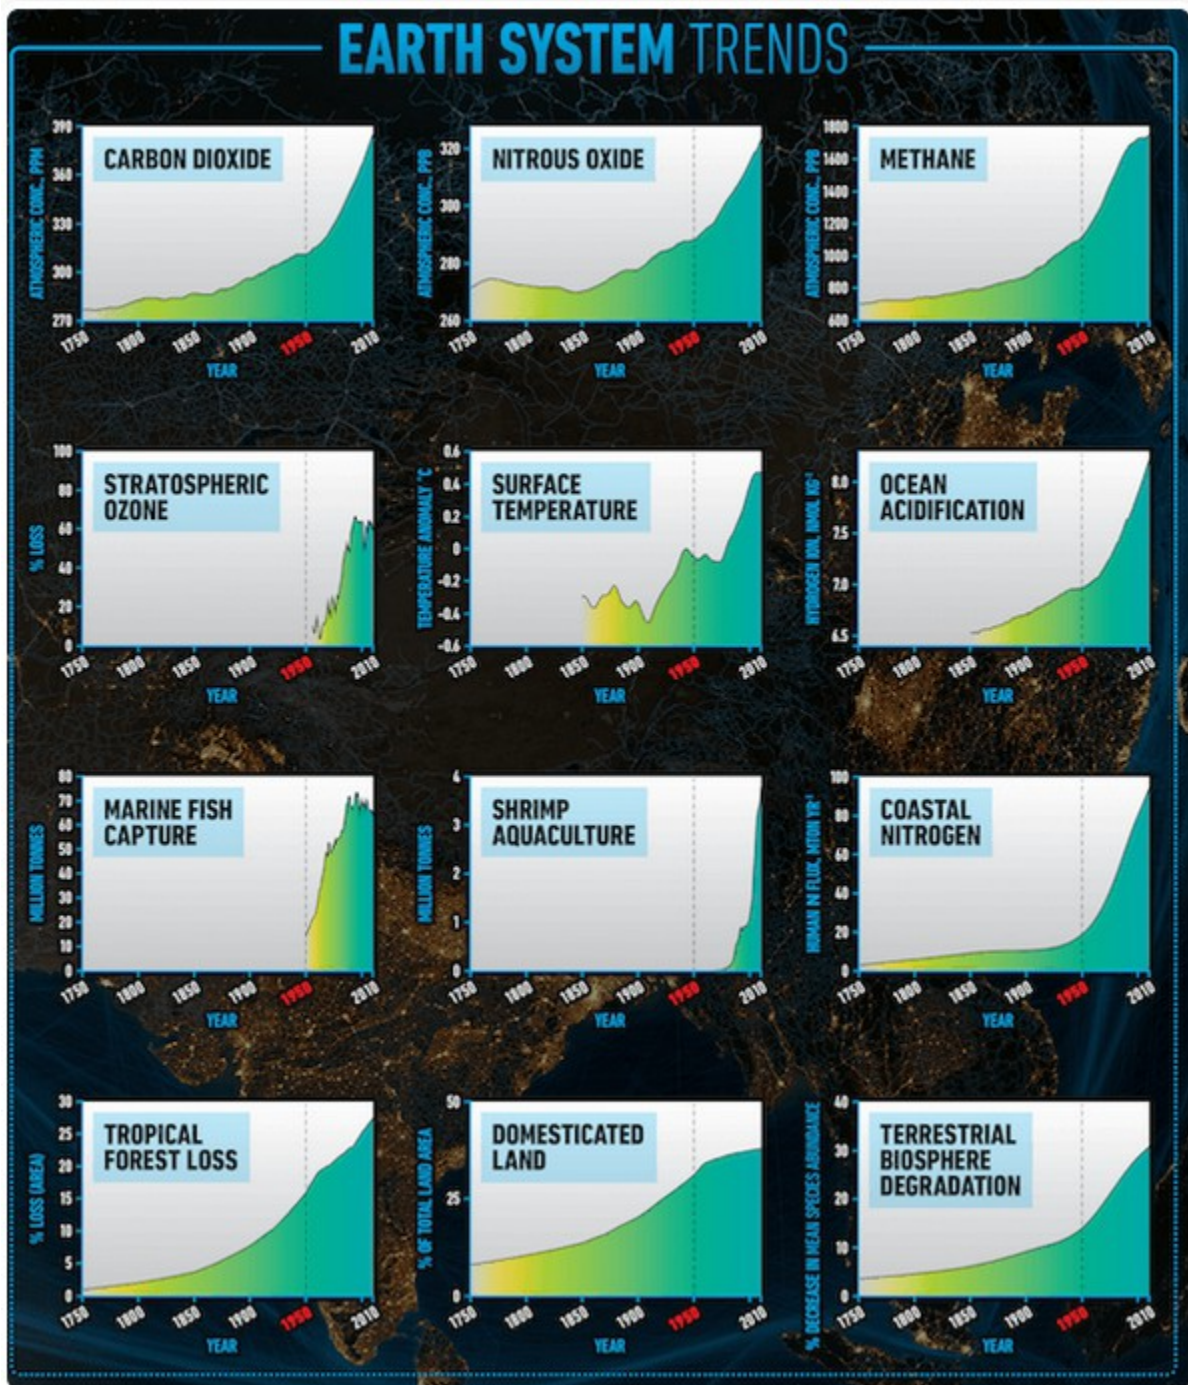 EARTH SYSTEM TRENDS
CARBON DIOXIDE
ATMOSPHERIC CONC., PPM
390
360
330
300
270
1750 1800 1850 1900 1950 2010
YEAR
NITROUS OXIDE
ATMOSPHERIC CONC., PPB
320
300
280
260
1750 1800 1850 1900 1950 2010
YEAR
METHANE
ATMOSPHERIC CONC., PPB
1800
1600
1400
1200
1000
800
600
1750 1800 1850 1900 1950 2010
YEAR
STRATOSPHERIC
OZONE
% LOSS
100
80
60
40
20
0
1750 1800 1850 1900 1950 2010
YEAR
SURFACE
TEMPERATURE
TEMPERATURE ANOMALY °C
0.6
0.4
0.2
0
-0.2
-0.4
-0.6
1750 1800 1850 1900 1950 2010
YEAR
OCEAN
ACIDIFICATION
HYDROGEN ION, NMOL KG⁻¹
8.0
7.5
7.0
6.5
1750 1800 1850 1900 1950 2010
YEAR
MARINE FISH
CAPTURE
MILLION TONNES
80
70
60
50
40
30
20
10
0
1750 1800 1850 1900 1950 2010
YEAR
SHRIMP
AQUACULTURE
MILLION TONNES
4
3
2
1
0
1750 1800 1850 1900 1950 2010
YEAR
COASTAL
NITROGEN
HUMAN N FLUX, MTON YR⁻¹
100
80
60
40
20
0
1750 1800 1850 1900 1950 2010
YEAR
TROPICAL
FOREST LOSS
% LOSS (AREA)
30
25
20
15
10
5
0
1750 1800 1850 1900 1950 2010
YEAR
DOMESTICATED
LAND
% OF TOTAL LAND AREA
50
25
0
1750 1800 1850 1900 1950 2010
YEAR
TERRESTRIAL
BIOSPHERE
DEGRADATION
% DECREASE IN MEAN SPECIES ABUNDANCE
40
30
20
10
0
1750 1800 1850 1900 1950 2010
YEAR